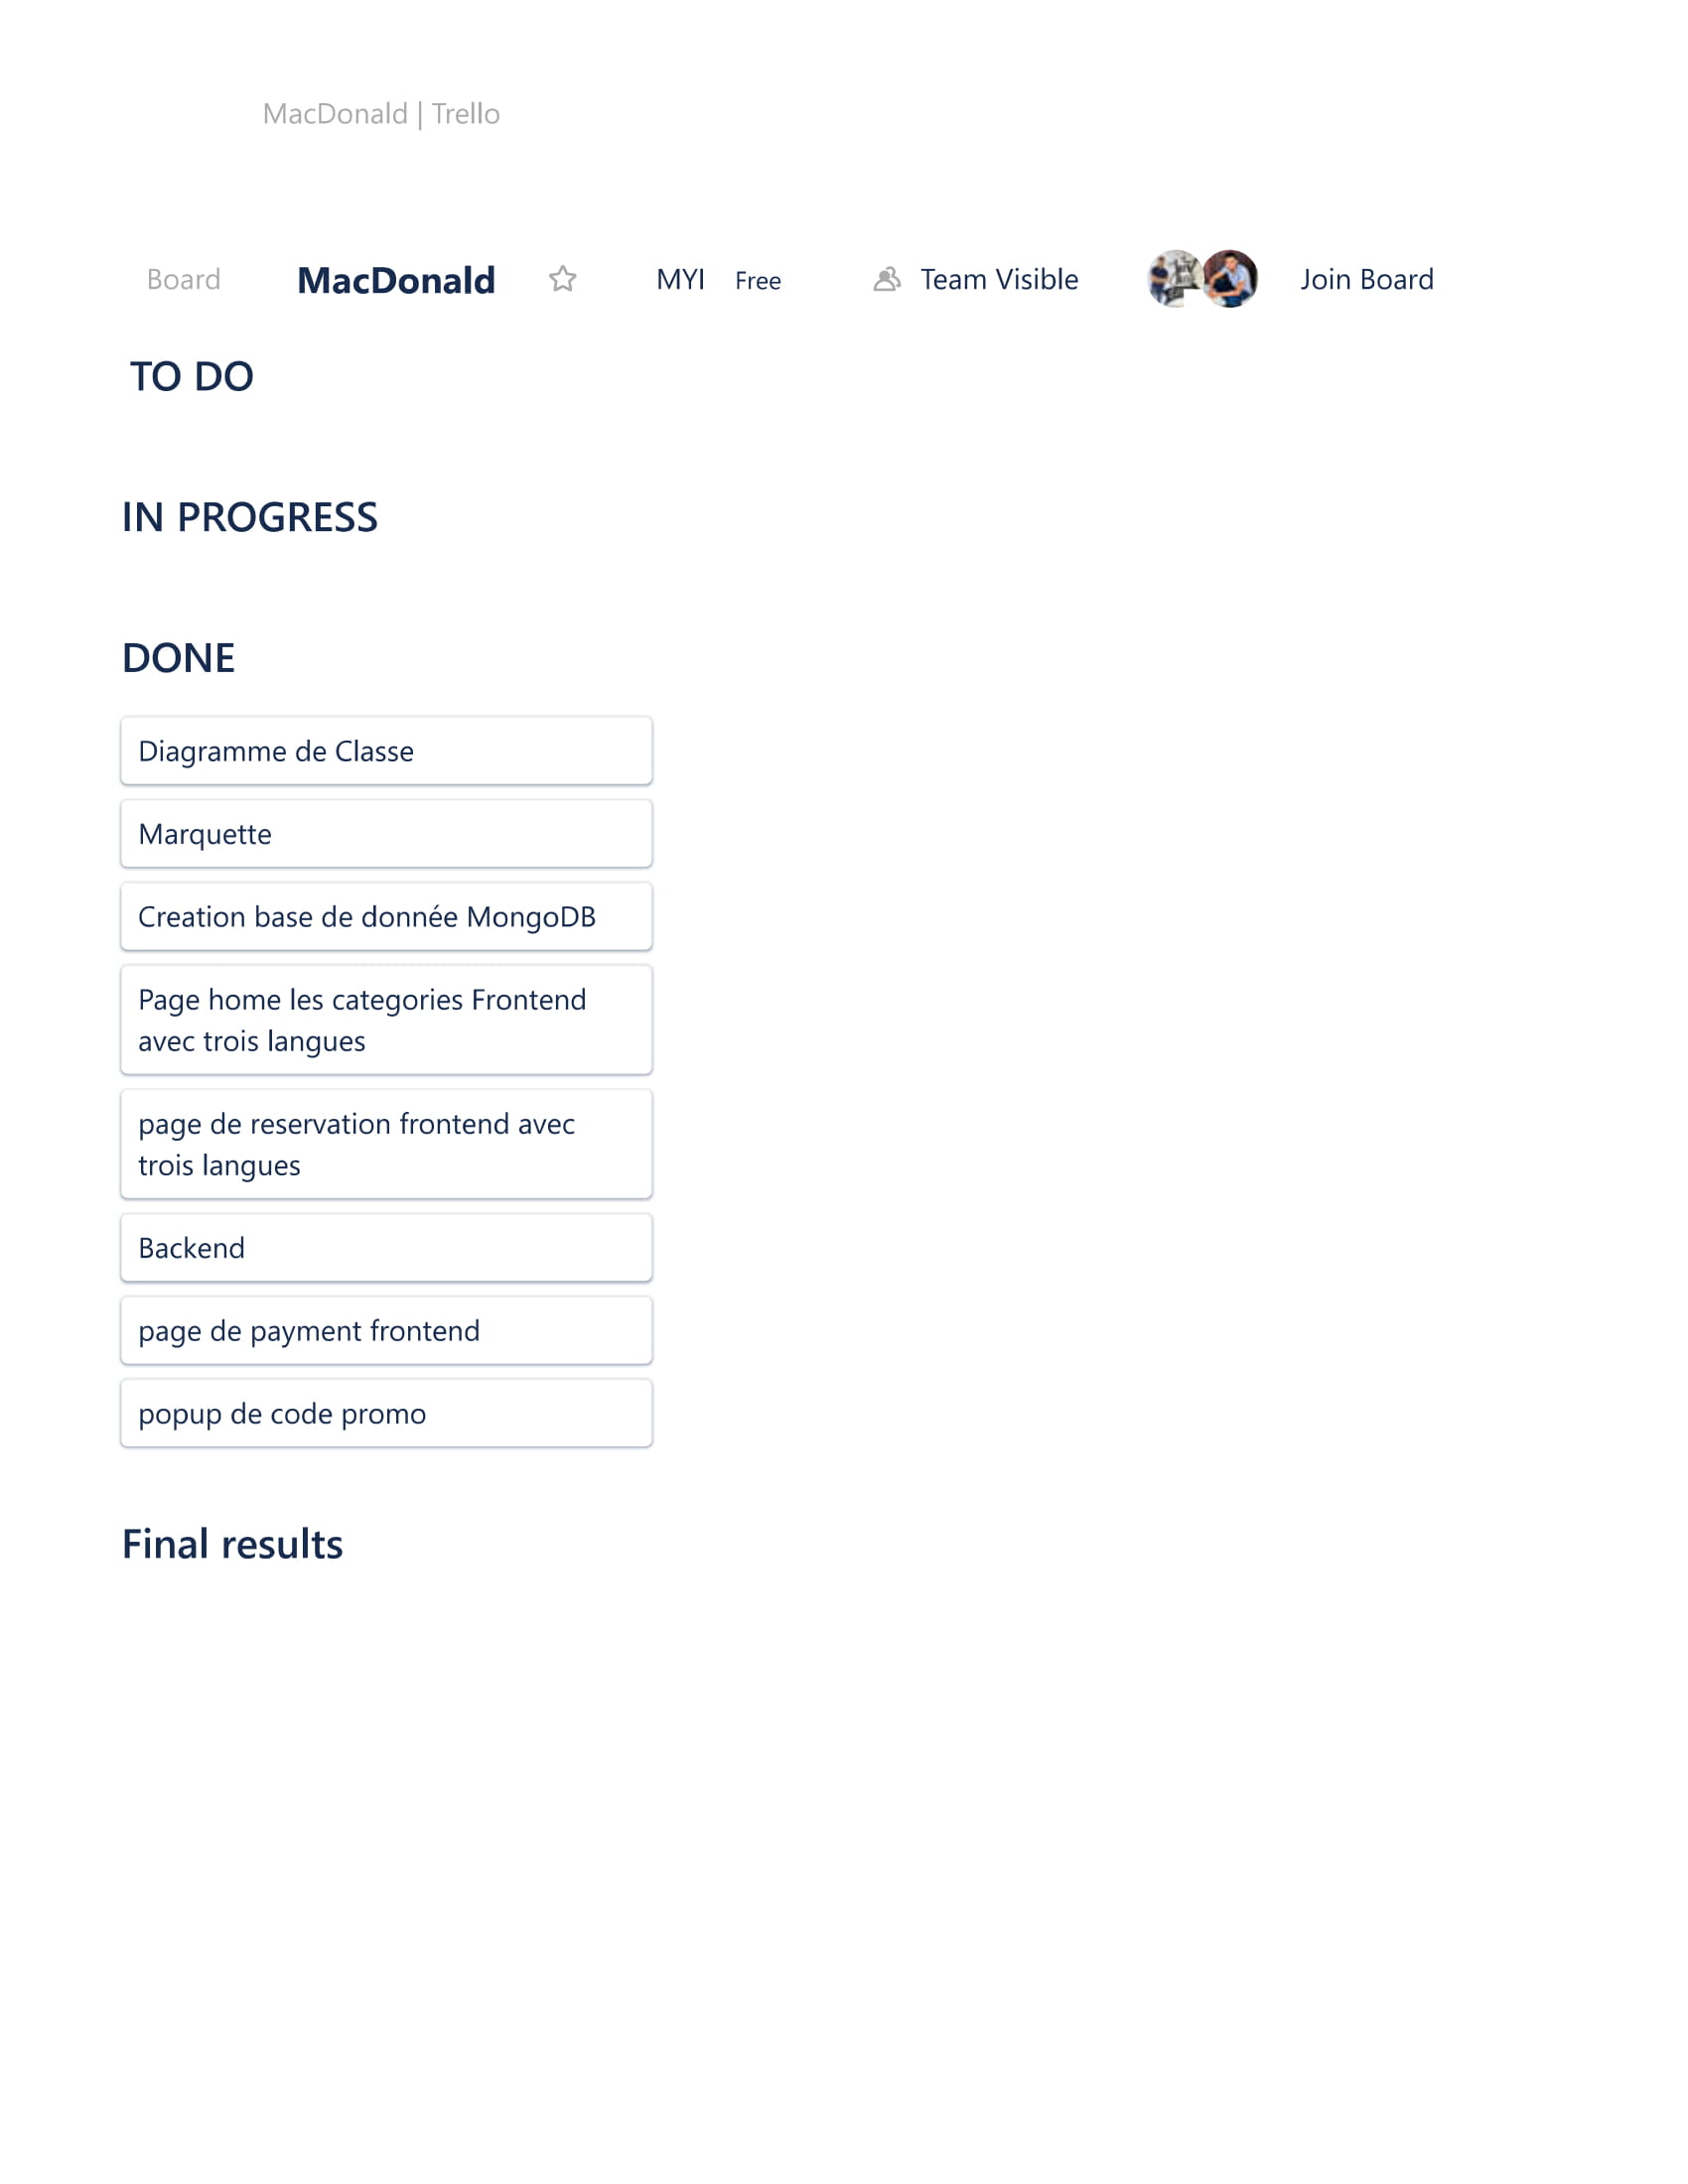 MacDonald | Trello
Board MacDonald MYI Free Team Visible Join Board
TO DO
IN PROGRESS
DONE
Diagramme de Classe
Marquette
Creation base de donnée MongoDB
Page home les categories Frontend
avec trois langues
page de reservation frontend avec
trois langues
Backend
page de payment frontend
popup de code promo
Final results